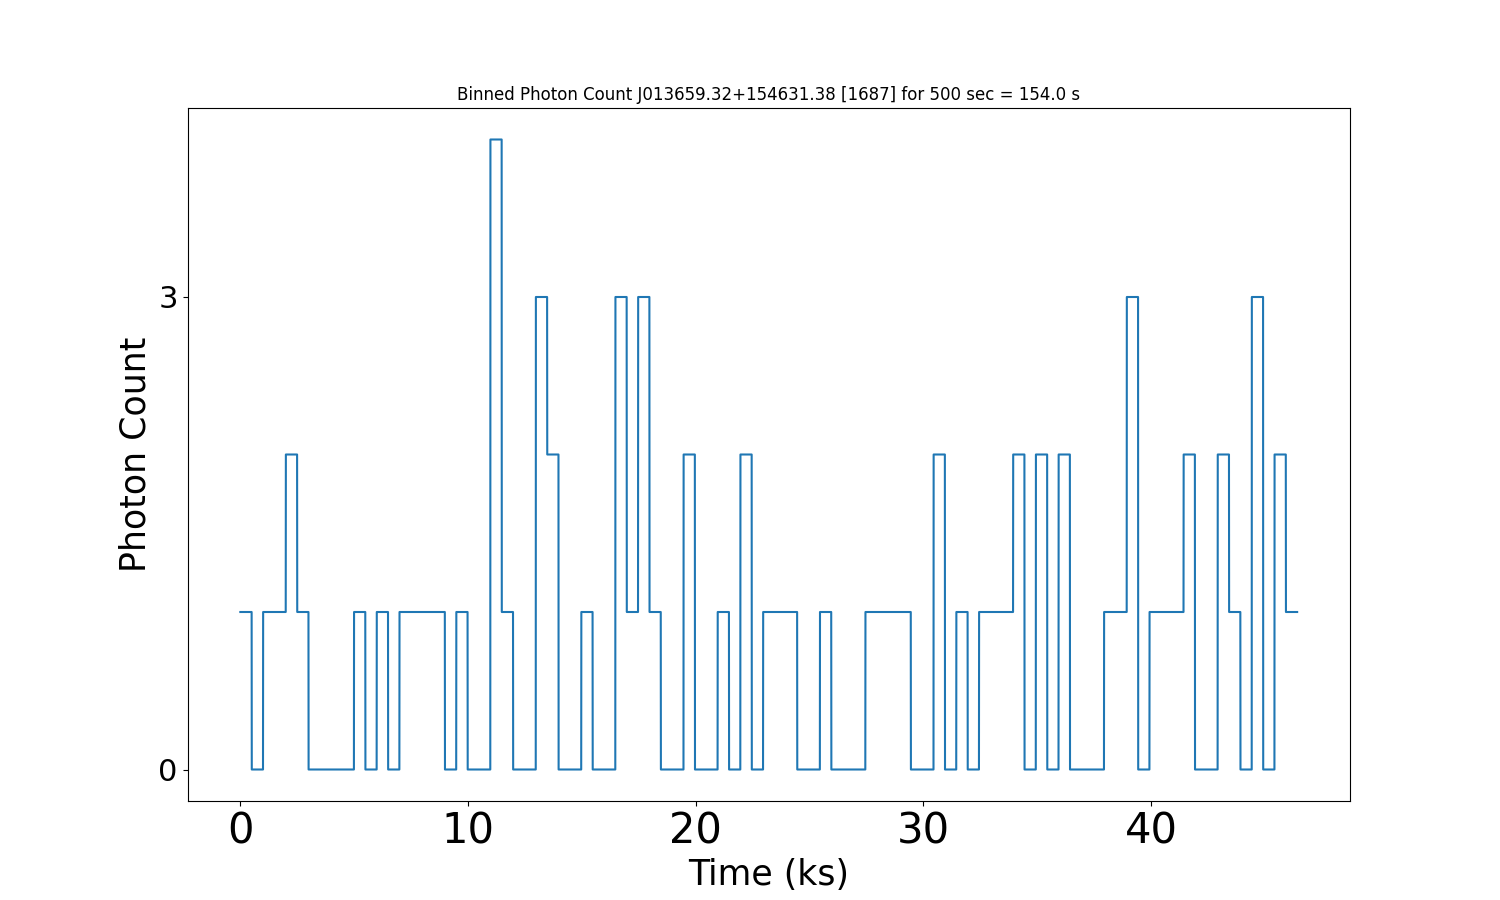 Binned Photon Count J013659.32+154631.38 [1687] for 500 sec = 154.0 s
3
0
Photon Count
0 10 20 30 40
Time (ks)